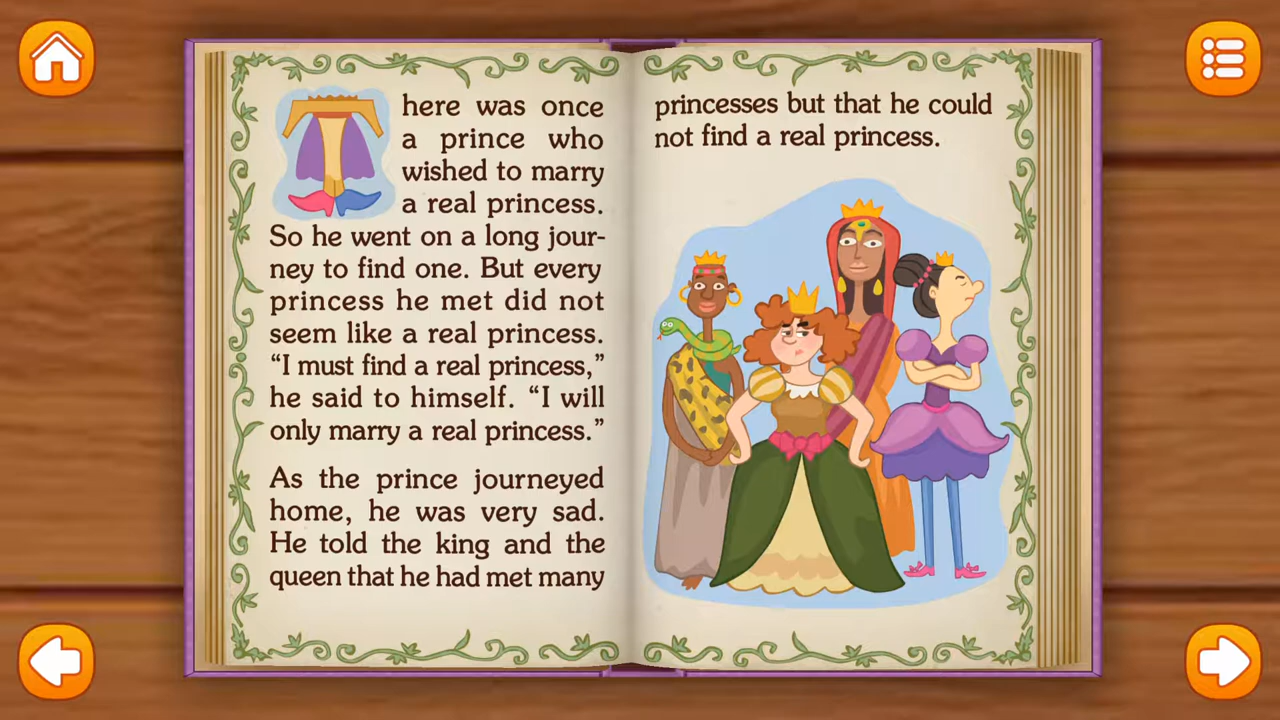 There was once
a prince who
wished to marry
a real princess.
So he went on a long jour-
ney to find one. But every
princess he met did not
seem like a real princess.
“I must find a real princess,”
he said to himself. “I will
only marry a real princess.”
As the prince journeyed
home, he was very sad.
He told the king and the
queen that he had met many
princesses but that he could
not find a real princess.